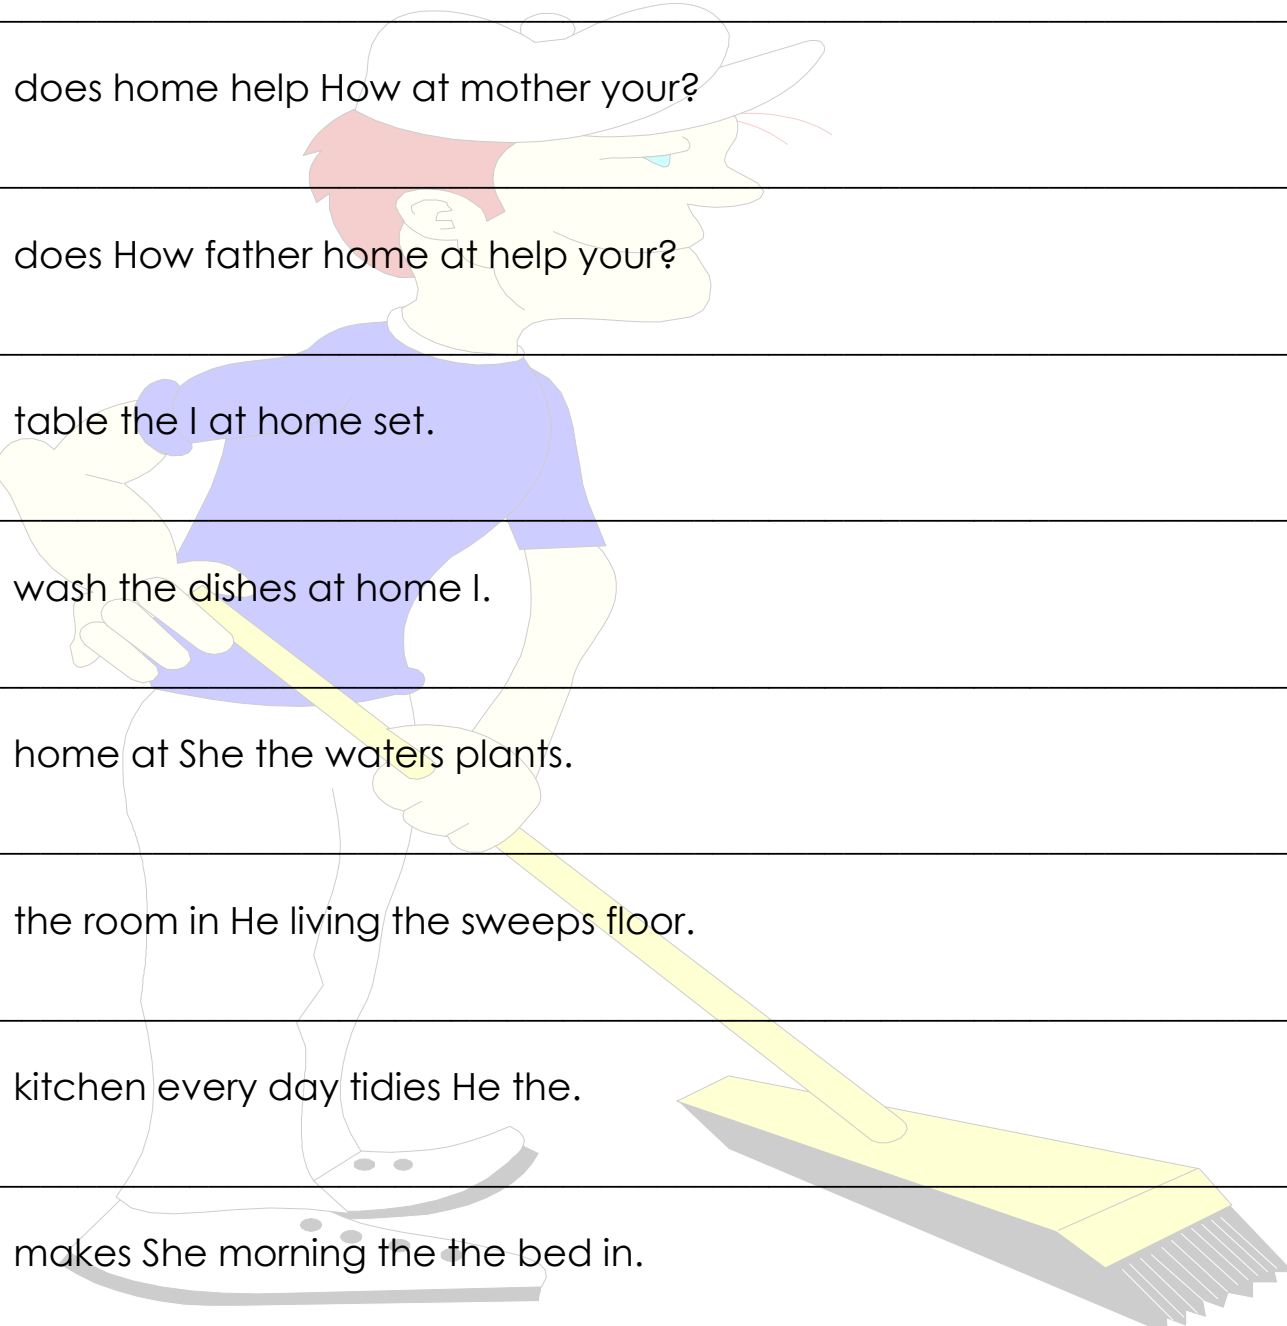 does home help How at mother your?
does How father home at help your?
table the I at home set.
wash the dishes at home I.
home at She the waters plants.
the room in He living the sweeps floor.
kitchen every day tidies He the.
makes She morning the the bed in.